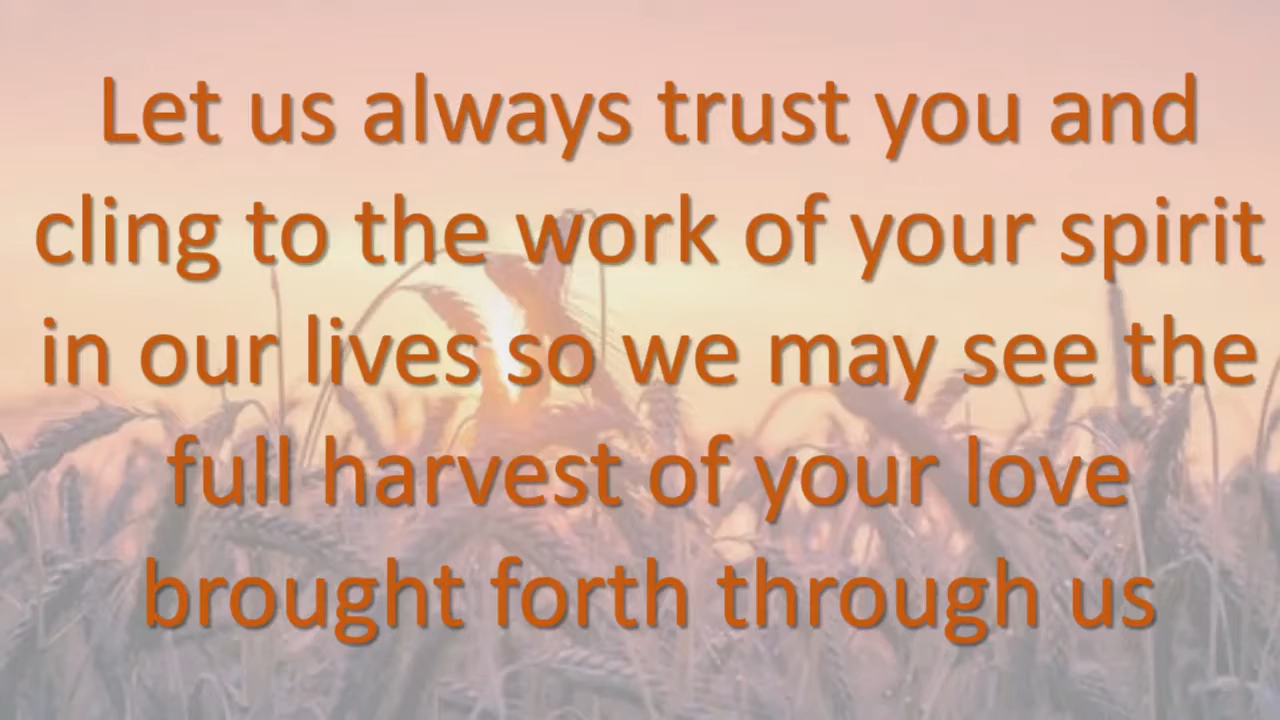 Let us always trust you and
cling to the work of your spirit
in our lives so we may see the
full harvest of your love
brought forth through us